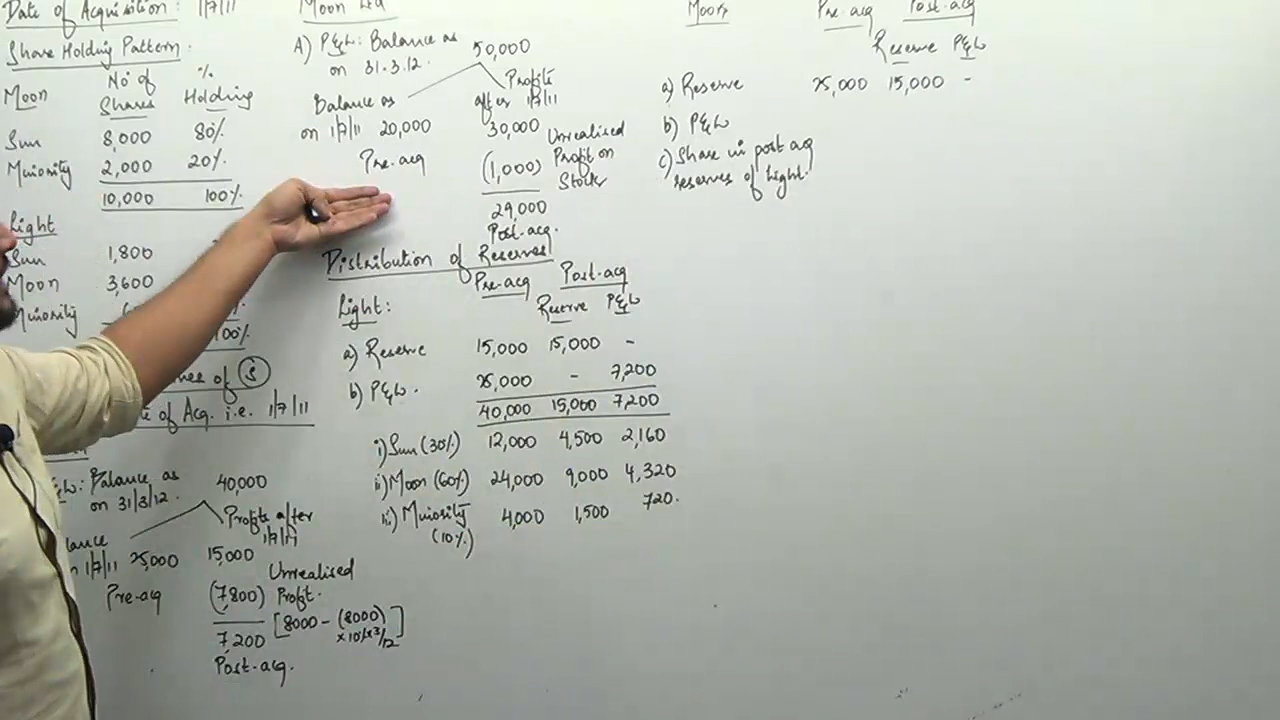 Date of Acquisition: 1/7/11
Share Holding Pattern.
No of Shares % Holding
Moon
Sun 8,000 80%
Minority 2,000 20%
10,000 100%
Light
Sun 1,800
Moon 3,600
Minority
100%
of S
of Acq. i.e. 1/7/11
Balance as on 31/3/12. 40,000
Profits after 1/7/11
1/7/11 25,000 15,000
Pre-acq
(7,800) Unrealised Profit.
7,200 [8000 - (8000) x 10% x 3/12]
Post-acq.
Moon Ltd
A) P&L: Balance as on 31.3.12. 50,000
Balance as on 1/7/11 20,000
Pre-acq
Profits after 1/7/11
30,000
(1,000) Unrealised Profit on Stock
29,000
Post-acq.
Distribution of Reserves
Pre-acq Post-acq
Reserve P&L
Light:
a) Reserve 15,000 15,000 -
b) P&L. 25,000 - 7,200
40,000 15,000 7,200
i) Sun (30%) 12,000 4,500 2,160
ii) Moon (60%) 24,000 9,000 4,320
iii) Minority (10%) 4,000 1,500 720.
Moon Pre-acq Post-acq
Reserve P&L
a) Reserve 25,000 15,000 -
b) P&L
c) Share in post acq
reserves of Light.